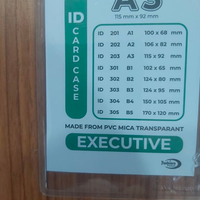 A3
115 mm x 92 mm
ID
CARD CASE
ID 201 A1 100 x 68 mm
ID 202 A2 106 x 82 mm
ID 203 A3 115 x 92 mm
ID 301 B1 102 x 65 mm
ID 302 B2 124 x 80 mm
ID 303 B3 124 x 95 mm
ID 304 B4 150 x 105 mm
ID 305 B5 170 x 120 mm
MADE FROM PVC MICA TRANSPARANT
EXECUTIVE